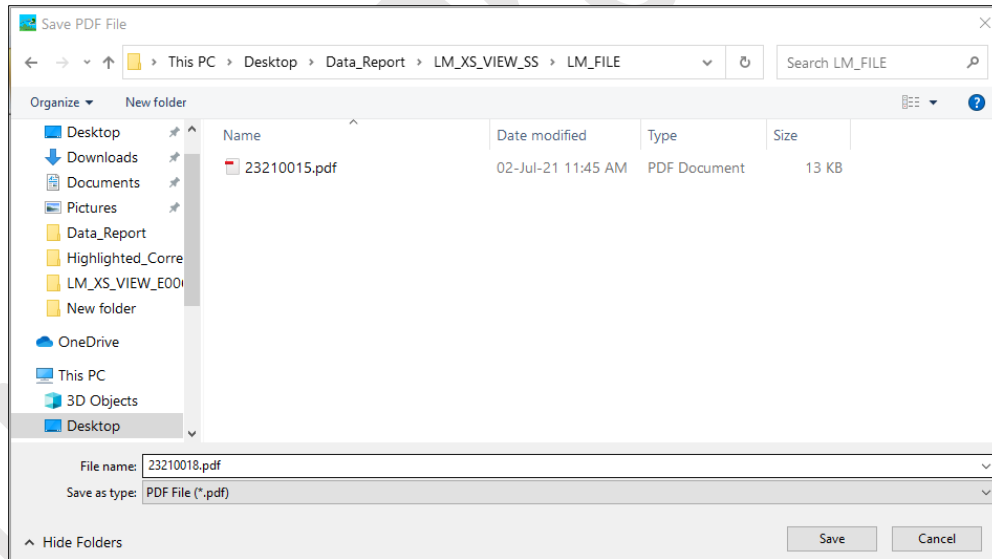 Save PDF File
This PC > Desktop > Data_Report > LM_XS_VIEW_SS > LM_FILE
Search LM_FILE
Organize
New folder
Name
Date modified
Type
Size
23210015.pdf
02-Jul-21 11:45 AM
PDF Document
13 KB
Desktop
Downloads
Documents
Pictures
Data_Report
Highlighted_Corre
LM_XS_VIEW_E00
New folder
OneDrive
This PC
3D Objects
Desktop
File name: 23210018.pdf
Save as type: PDF File (*.pdf)
Hide Folders
Save
Cancel